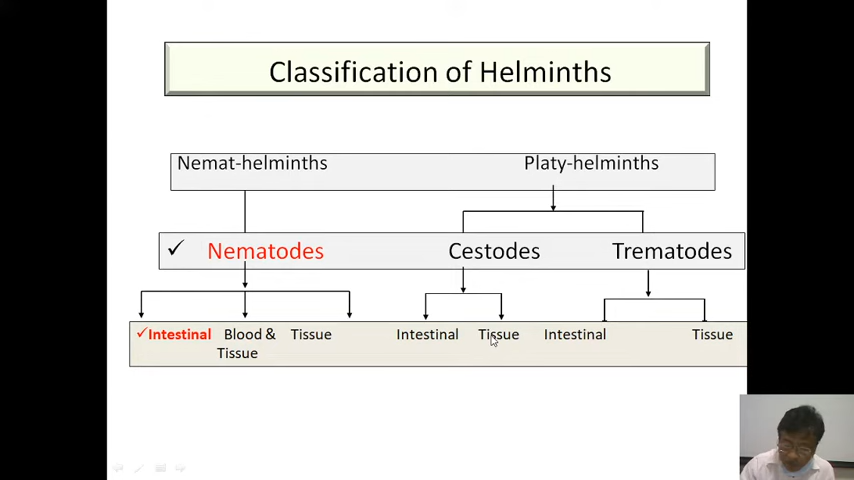 Classification of Helminths
Nemat-helminths Platy-helminths
✓ Nematodes Cestodes Trematodes
✓Intestinal Blood & Tissue Intestinal Tissue Intestinal Tissue
Tissue